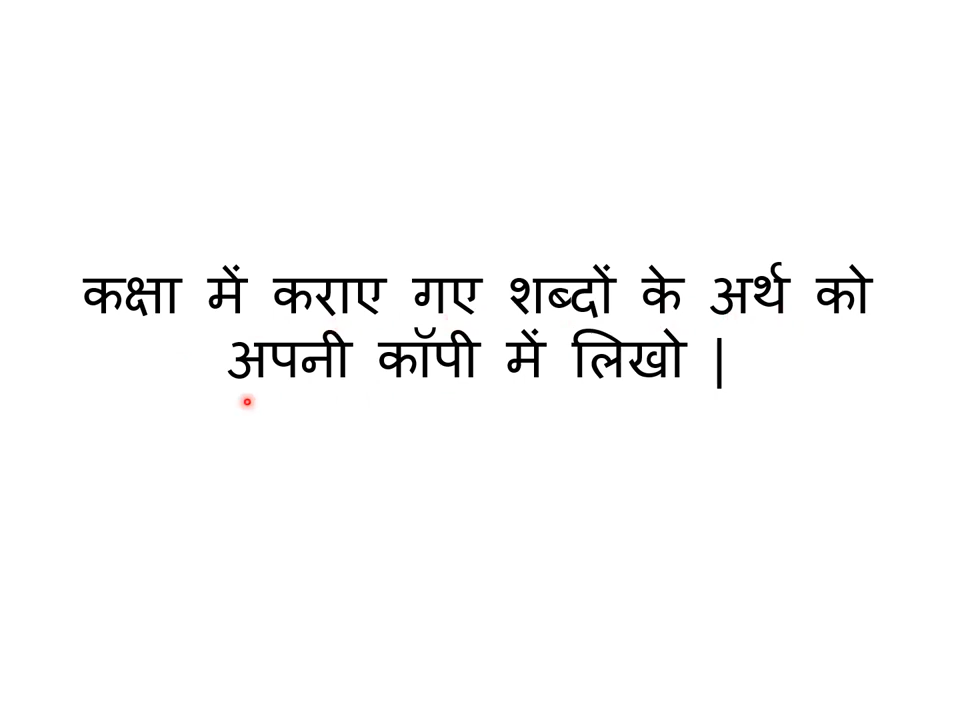 कक्षा में कराए गए शब्दों के अर्थ को
अपनी कॉपी में लिखो |